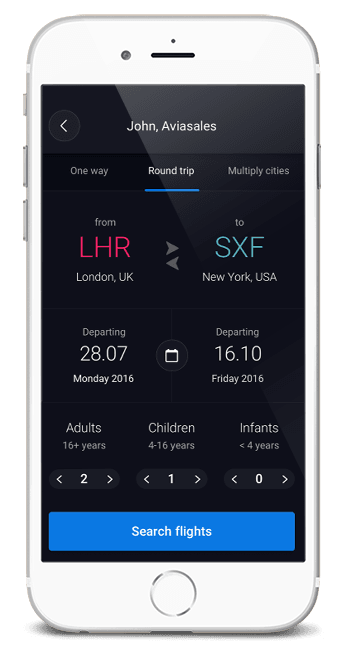 John, Aviasales
One way Round trip Multiply cities
from to
LHR SXF
London, UK New York, USA
Departing Departing
28.07 16.10
Monday 2016 Friday 2016
Adults Children Infants
16+ years 4-16 years < 4 years
< 2 > < 1 > < 0 >
Search flights